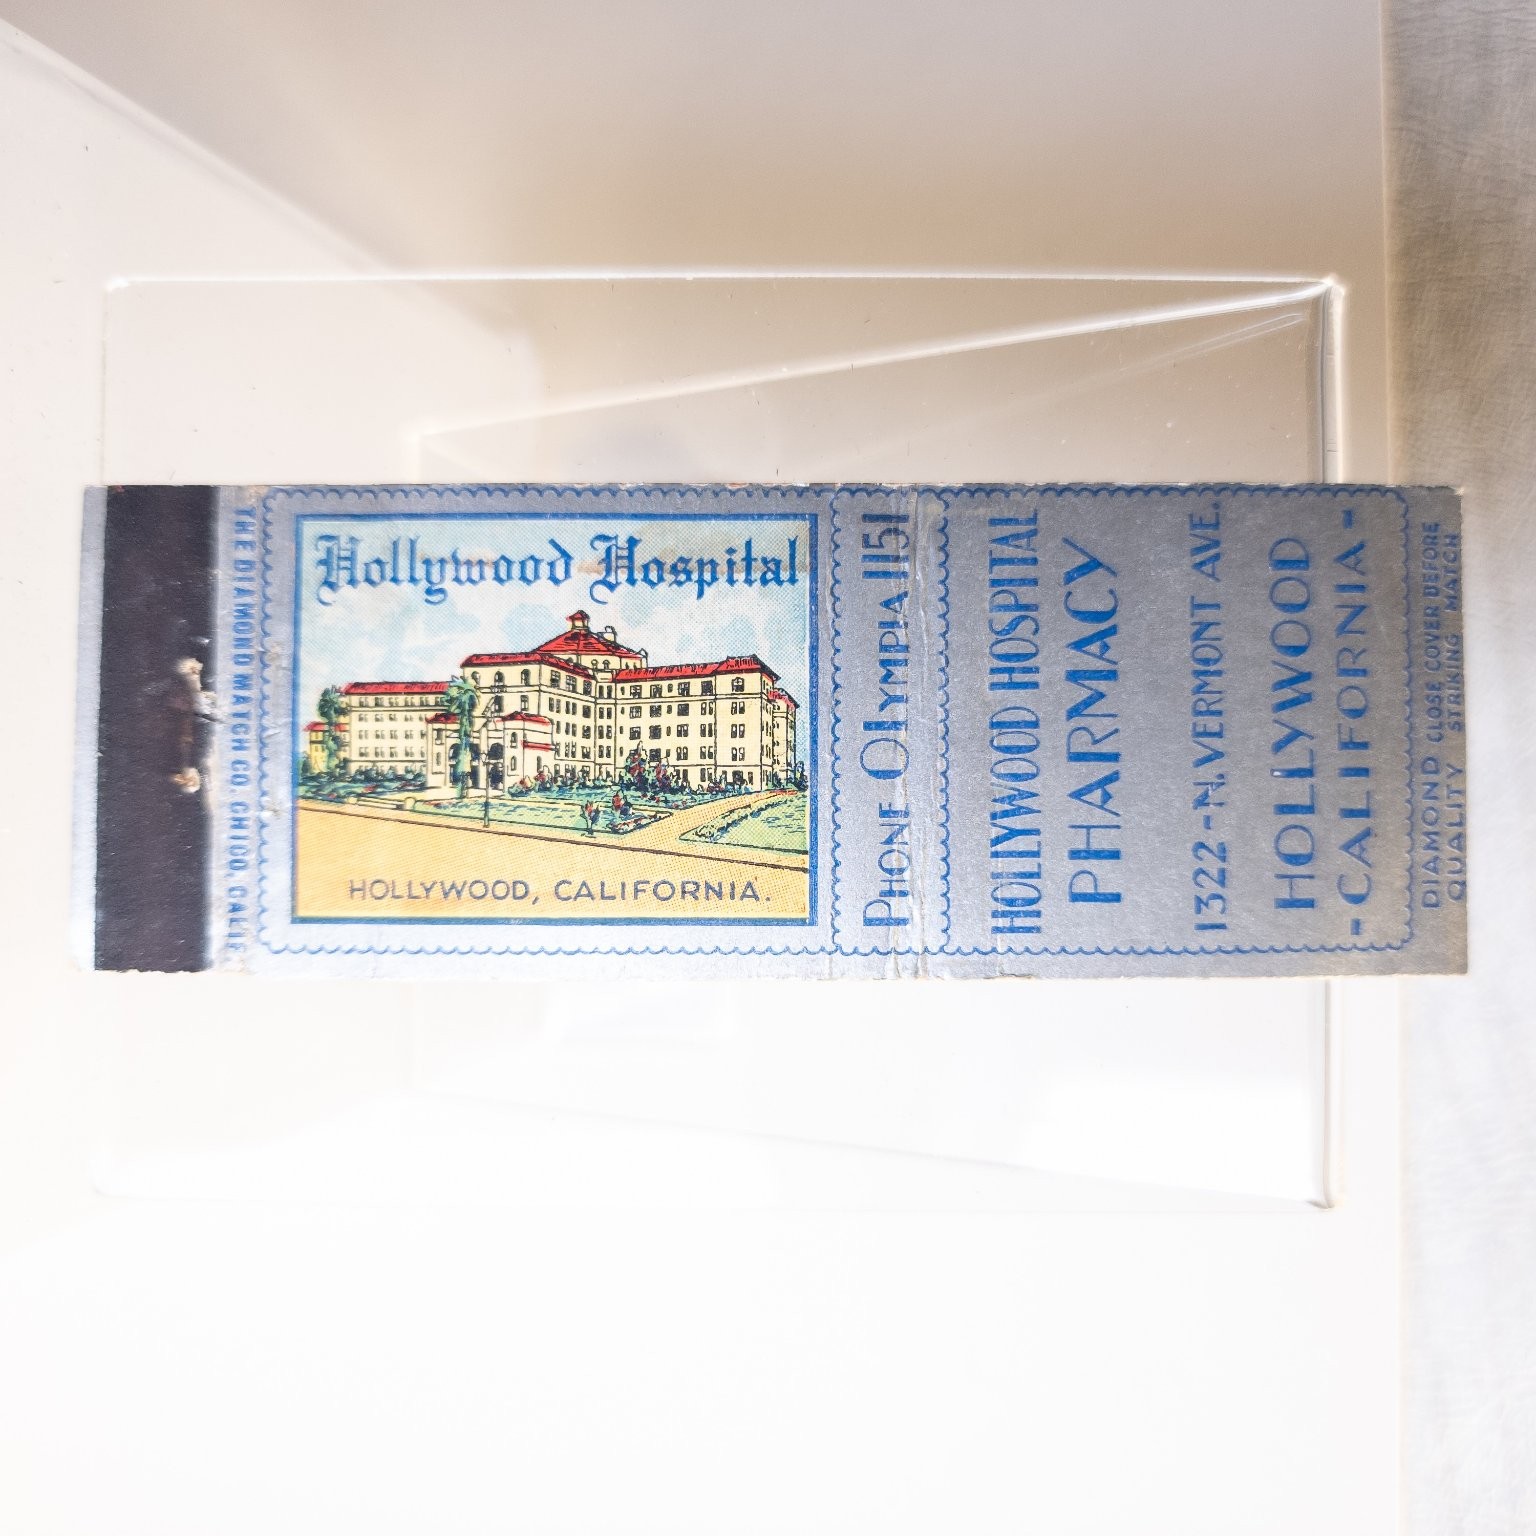 THE DIAMOND MATCH CO. CHICO, CALIF.
Hollywood Hospital
HOLLYWOOD, CALIFORNIA.
PHONE OLYMPIA 1151
HOLLYWOOD HOSPITAL
PHARMACY
1322 - N. VERMONT AVE.
HOLLYWOOD
- CALIFORNIA -
DIAMOND CLOSE COVER BEFORE
QUALITY STRIKING MATCH